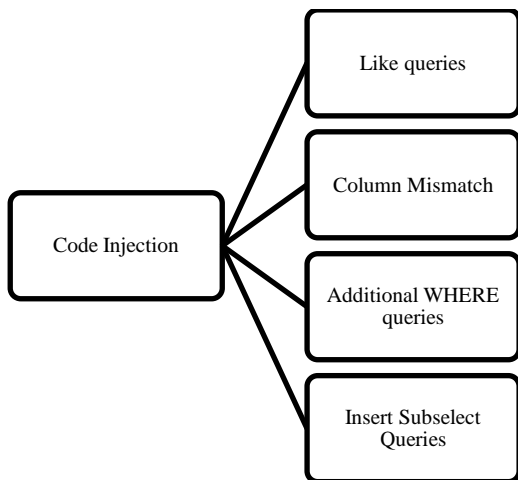 Like queries
Column Mismatch
Code Injection
Additional WHERE
queries
Insert Subselect
Queries